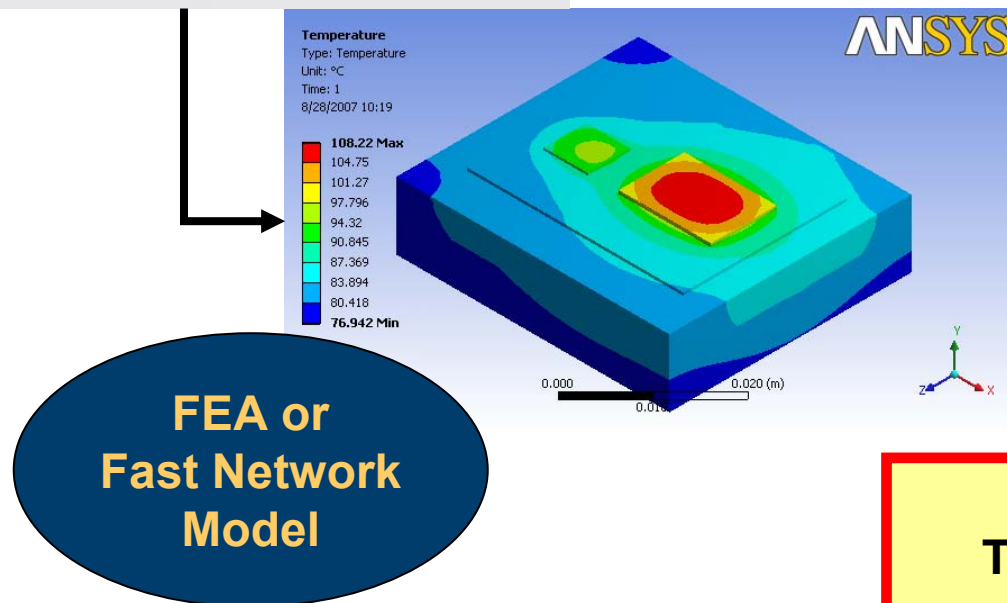 Temperature
Type: Temperature
Unit: °C
Time: 1
8/28/2007 10:19
ANSYS
108.22 Max
104.75
101.27
97.796
94.32
90.845
87.369
83.894
80.418
76.942 Min
0.000
0.020 (m)
Y
Z
X
FEA or
Fast Network
Model
T